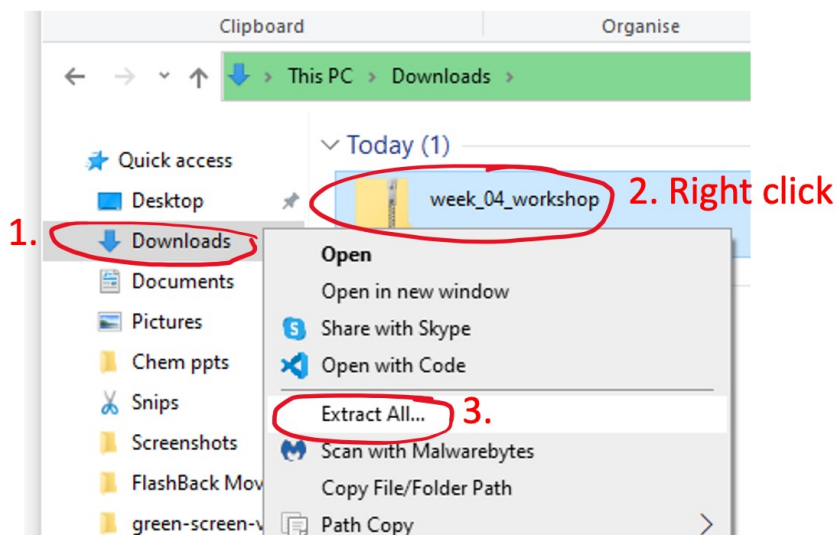 Clipboard
Organise
This PC > Downloads >
Today (1)
Quick access
week_04_workshop
2. Right click
Desktop
1.
Downloads
Open
Documents
Open in new window
Pictures
Share with Skype
Chem ppts
Open with Code
Snips
Extract All...
3.
Screenshots
Scan with Malwarebytes
FlashBack Mov
Copy File/Folder Path
green-screen-v
Path Copy